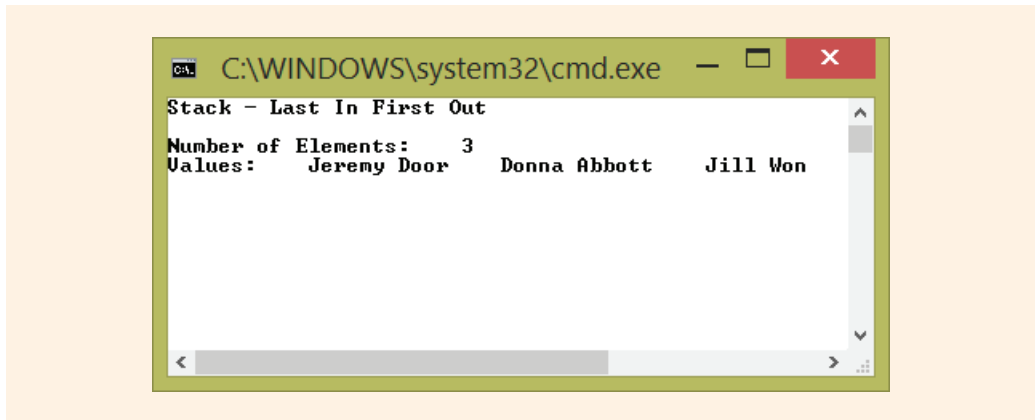 C:\WINDOWS\system32\cmd.exe
Stack - Last In First Out
Number of Elements: 3
Values: Jeremy Door Donna Abbott Jill Won